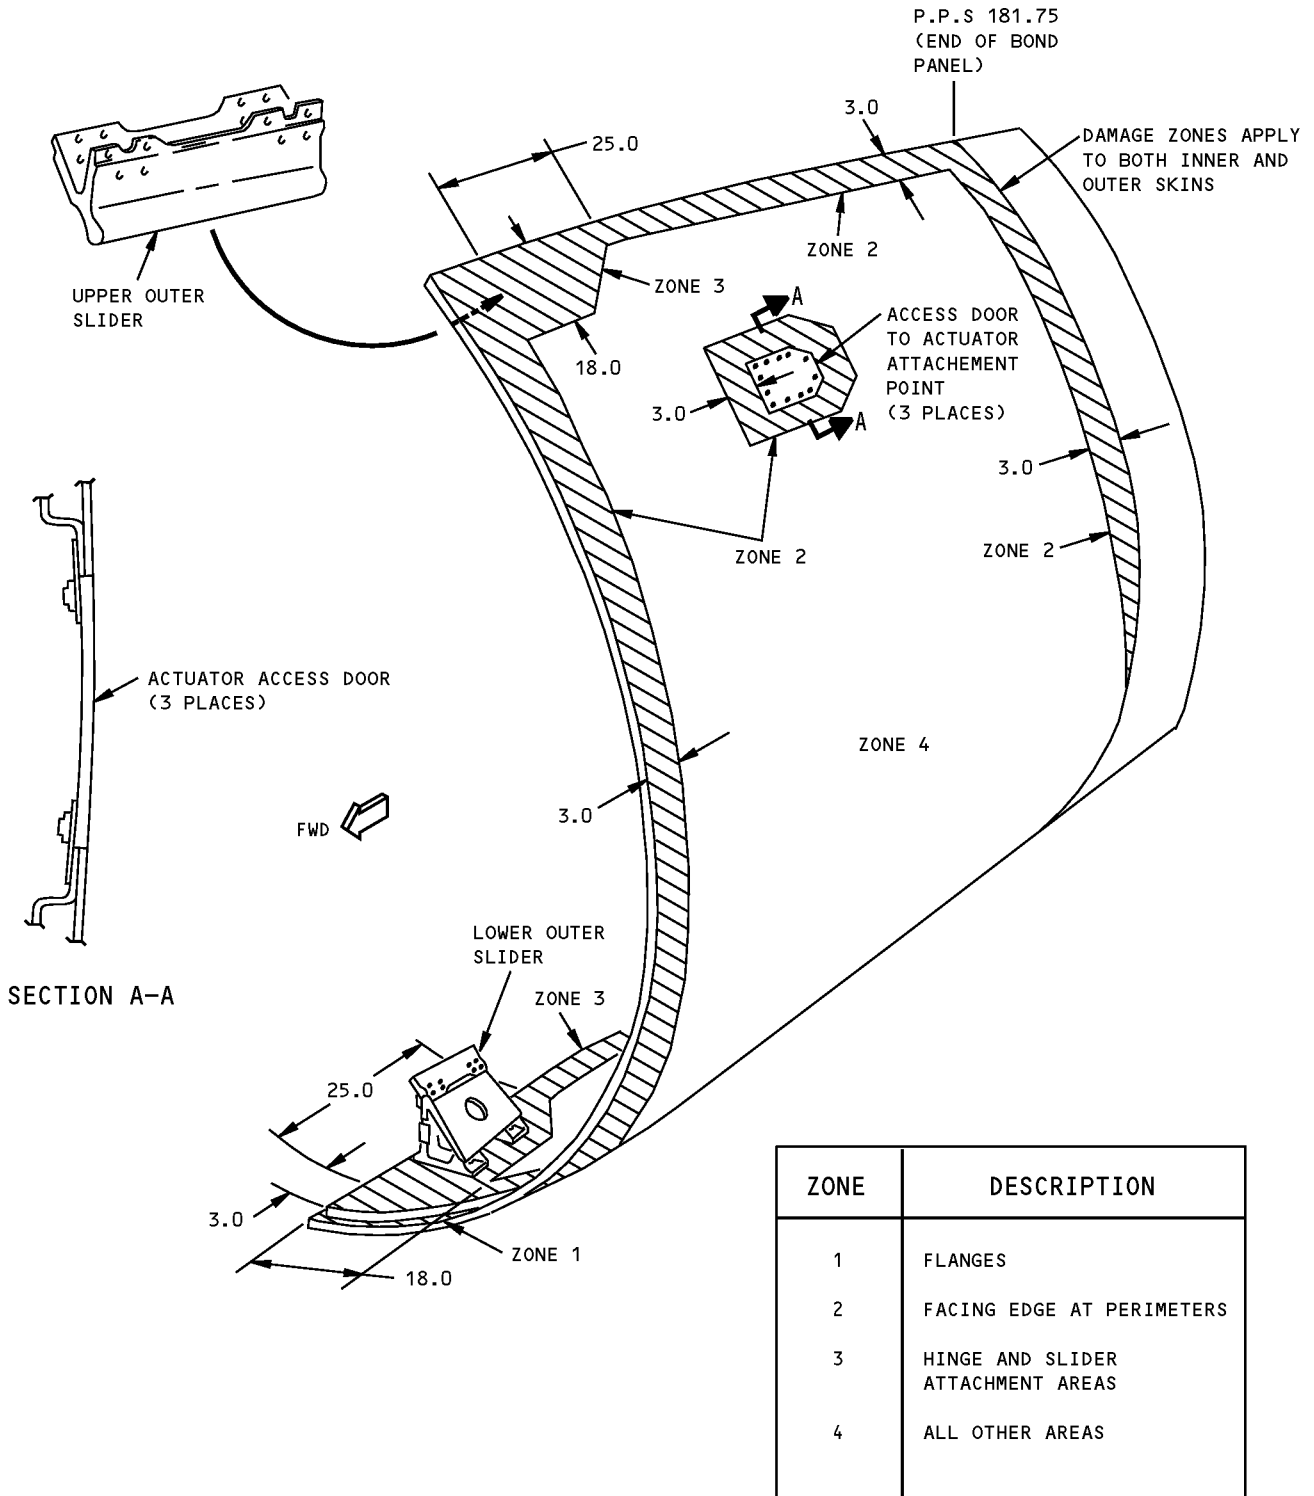 P.P.S 181.75
(END OF BOND
PANEL)
3.0
25.0
DAMAGE ZONES APPLY
TO BOTH INNER AND
OUTER SKINS
ZONE 2
ZONE 3
UPPER OUTER
SLIDER
A
ACCESS DOOR
TO ACTUATOR
ATTACHEMENT
POINT
(3 PLACES)
18.0
3.0
A
3.0
ZONE 2
ZONE 2
ACTUATOR ACCESS DOOR
(3 PLACES)
ZONE 4
3.0
FWD
LOWER OUTER
SLIDER
SECTION A-A
ZONE 3
25.0
3.0
ZONE 1
18.0
ZONE DESCRIPTION
1 FLANGES
2 FACING EDGE AT PERIMETERS
3 HINGE AND SLIDER
ATTACHMENT AREAS
4 ALL OTHER AREAS